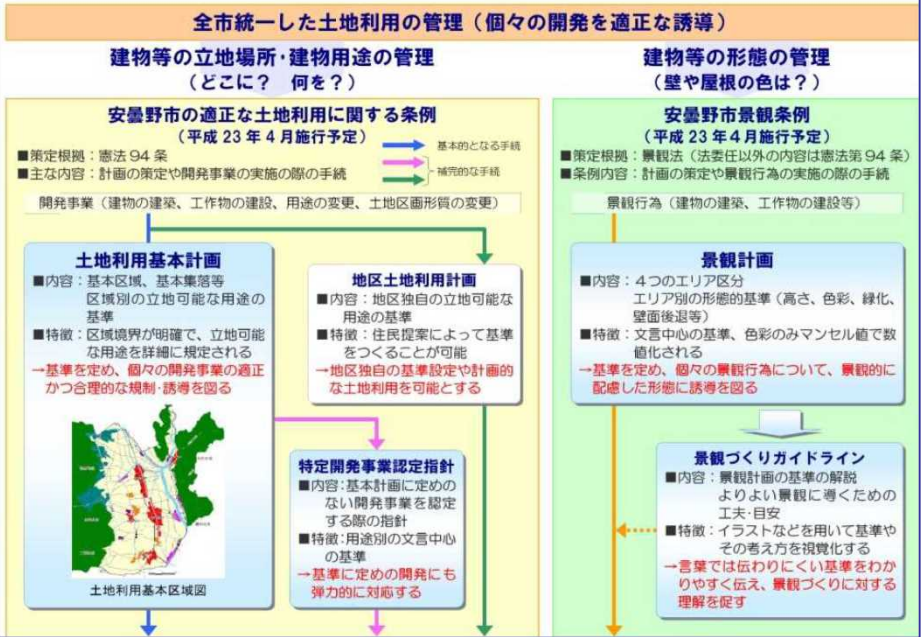 全市統一した土地利用の管理(個々の開発を適正な誘導)
建物等の立地場所・建物用途の管理
(どこに? 何を?)
安曇野市の適正な土地利用に関する条例
(平成23年4月施行予定)
■策定根拠:憲法94条
■主な内容:計画の策定や開発事業の実施の際の手続
基本的となる手続
補完的な手続
開発事業(建物の建築、工作物の建設、用途の変更、土地区画形質の変更)
土地利用基本計画
■内容:基本区域、基本集落等
区域別の立地可能な用途の
基準
■特徴:区域境界が明確で、立地可能
な用途を詳細に規定される
→基準を定め、個々の開発事業の適正
かつ合理的な規制・誘導を図る
土地利用基本区域図
地区土地利用計画
■内容:地区独自の立地可能な
用途の基準
■特徴:住民提案によって基準
をつくることが可能
→地区独自の基準設定や計画的
な土地利用を可能とする
特定開発事業認定指針
■内容:基本計画に定めの
ない開発事業を認定
する際の指針
■特徴:用途別の文言中心
の基準
→基準に定めの開発にも
弾力的に対応する
建物等の形態の管理
(壁や屋根の色は?)
安曇野市景観条例
(平成23年4月施行予定)
■策定根拠:景観法(法委任以外の内容は憲法第94条)
■条例内容:計画の策定や景観行為の実施の際の手続
景観行為(建物の建築、工作物の建設等)
景観計画
■内容:4つのエリア区分
エリア別の形態的基準(高さ、色彩、緑化、
壁面後退等)
■特徴:文言中心の基準、色彩のみマンセル値で数
値化される
→基準を定め、個々の景観行為について、景観的に
配慮した形態に誘導を図る
景観づくりガイドライン
■内容:景観計画の基準の解説
よりよい景観に導くための
工夫・目安
■特徴:イラストなどを用いて基準や
その考え方を視覚化する
→言葉では伝わりにくい基準をわか
りやすく伝え、景観づくりに対する
理解を促す